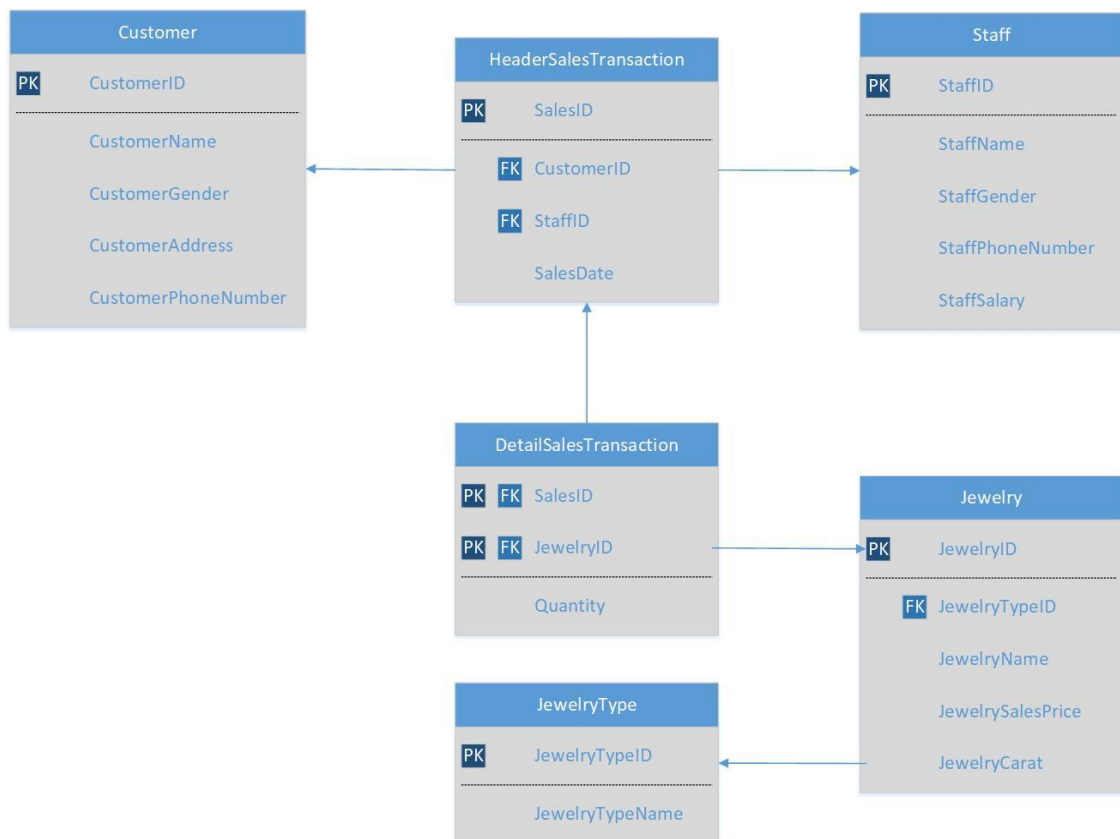 Customer
PK CustomerID
CustomerName
CustomerGender
CustomerAddress
CustomerPhoneNumber
HeaderSalesTransaction
PK SalesID
FK CustomerID
FK StaffID
SalesDate
Staff
PK StaffID
StaffName
StaffGender
StaffPhoneNumber
StaffSalary
DetailSalesTransaction
PK FK SalesID
PK FK JewelryID
Quantity
Jewelry
PK JewelryID
FK JewelryTypeID
JewelryName
JewelrySalesPrice
JewelryCarat
JewelryType
PK JewelryTypeID
JewelryTypeName